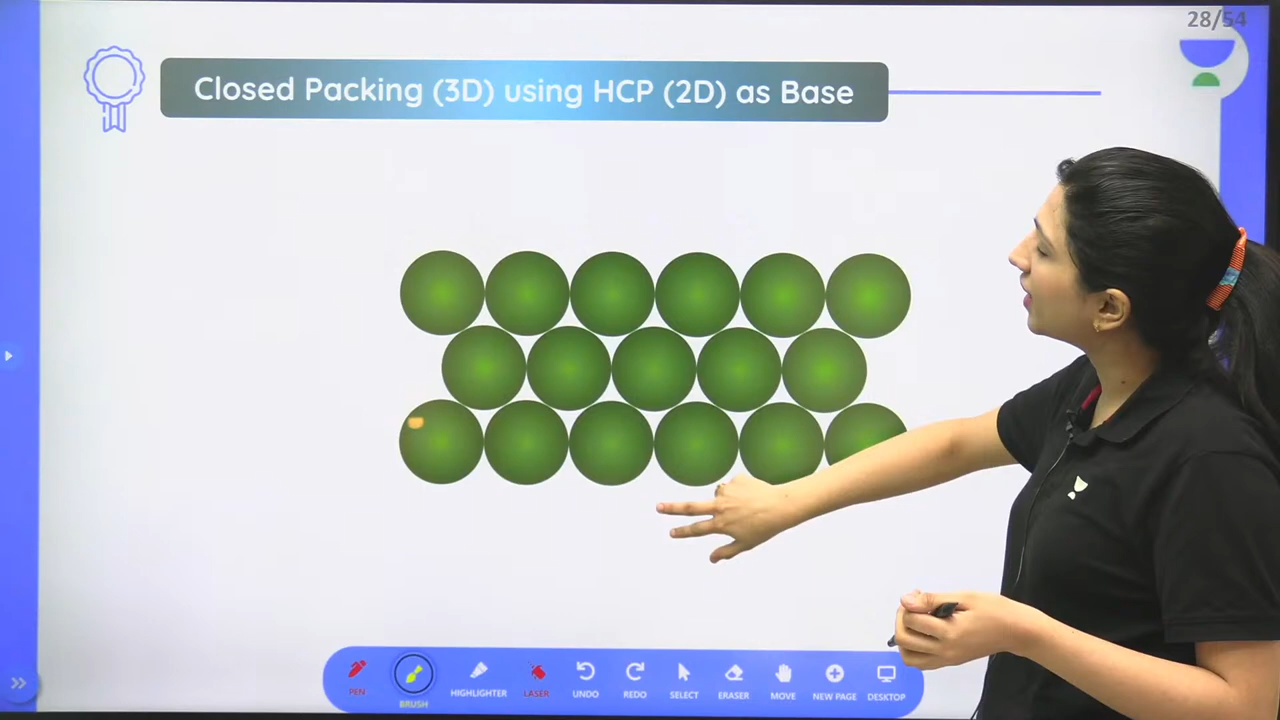 28/54
Closed Packing (3D) using HCP (2D) as Base
PEN
BRUSH
HIGHLIGHTER
LASER
UNDO
REDO
SELECT
ERASER
MOVE
NEW PAGE
DESKTOP